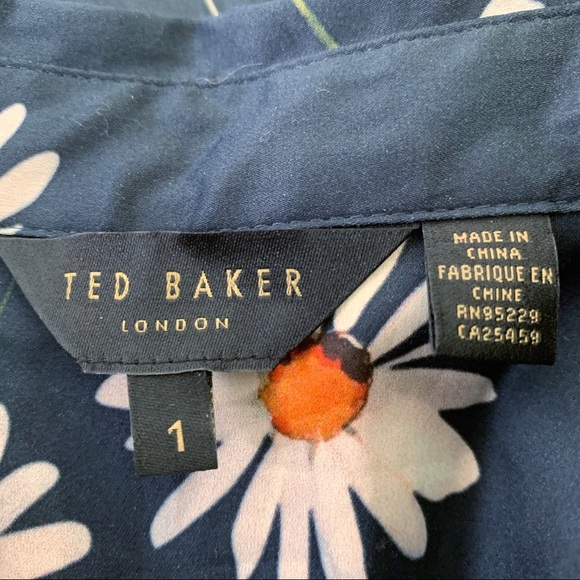 TED BAKER
LONDON
1
MADE IN
CHINA
FABRIQUE EN
CHINE
RN95229
CA25459